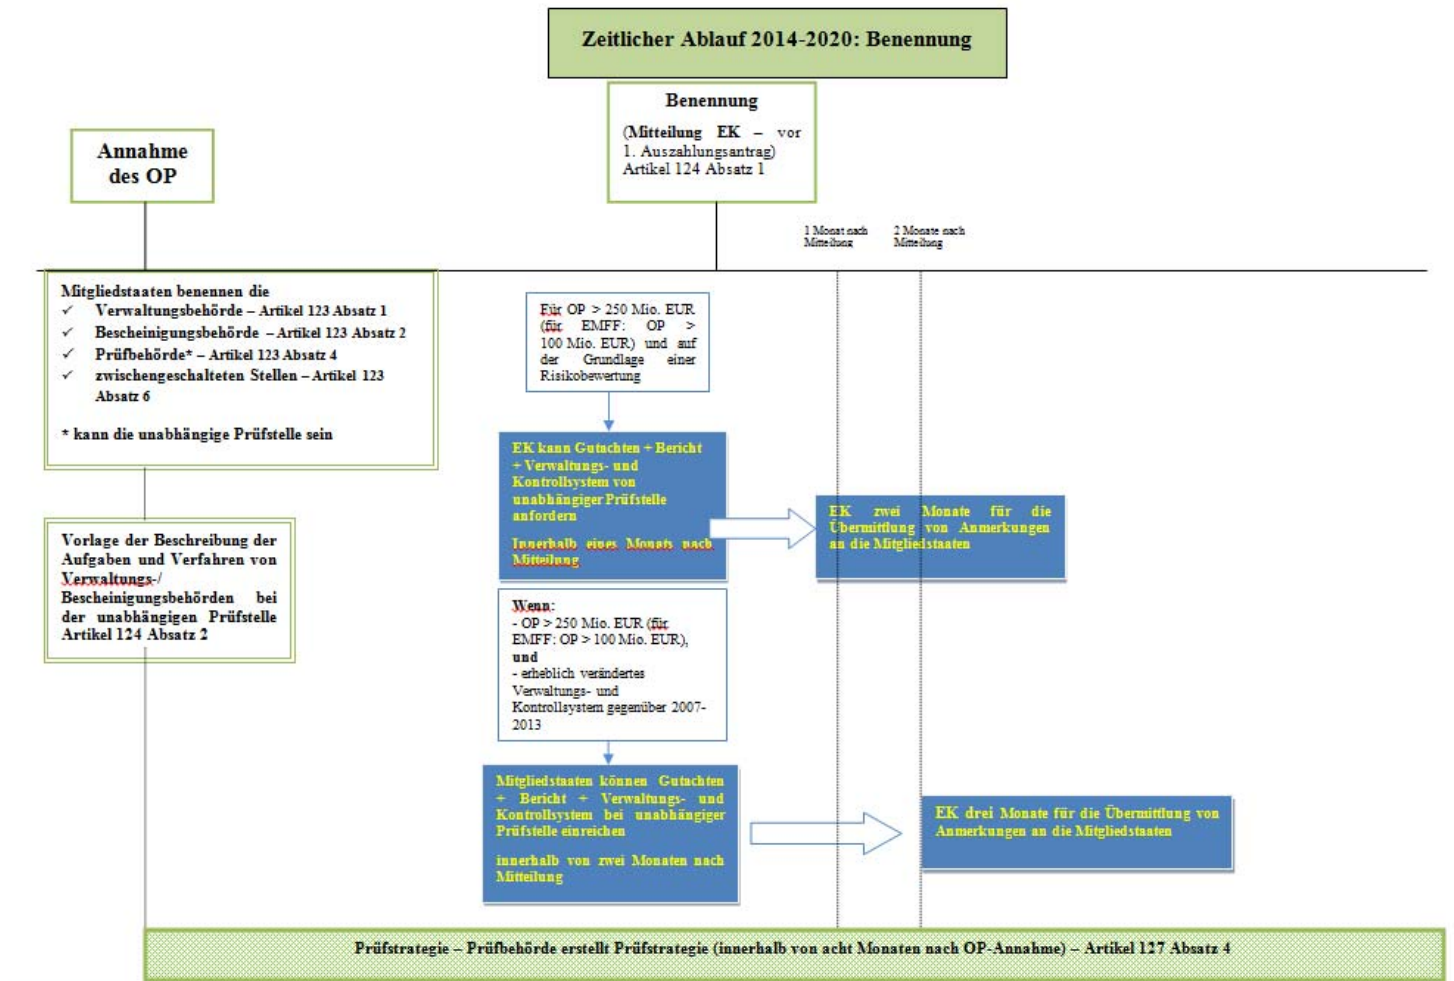 Zeitlicher Ablauf 2014-2020: Benennung
Benennung
(Mitteilung EK – vor
1. Auszahlungsantrag)
Artikel 124 Absatz 1
Annahme
des OP
1 Monat nach
Mitteilung
2 Monate nach
Mitteilung
Mitgliedstaaten benennen die
✓ Verwaltungsbehörde – Artikel 123 Absatz 1
✓ Bescheinigungsbehörde – Artikel 123 Absatz 2
✓ Prüfbehörde* – Artikel 123 Absatz 4
✓ zwischengeschalteten Stellen – Artikel 123
Absatz 6
* kann die unabhängige Prüfstelle sein
Für OP > 250 Mio. EUR
(für EMFF: OP >
100 Mio. EUR) und auf
der Grundlage einer
Risikobewertung
EK kann Gutachten + Bericht
+ Verwaltungs- und
Kontrollsystem von
unabhängiger Prüfstelle
anfordern
Innerhalb eines Monats nach
Mitteilung
EK zwei Monate für die
Übermittlung von Anmerkungen
an die Mitgliedstaaten
Vorlage der Beschreibung der
Aufgaben und Verfahren von
Verwaltungs-/
Bescheinigungsbehörden bei
der unabhängigen Prüfstelle
Artikel 124 Absatz 2
Wenn:
- OP > 250 Mio. EUR (für
EMFF: OP > 100 Mio. EUR),
und
- erheblich verändertes
Verwaltungs- und
Kontrollsystem gegenüber 2007-
2013
Mitgliedstaaten können Gutachten
+ Bericht + Verwaltungs- und
Kontrollsystem bei unabhängiger
Prüfstelle einreichen
innerhalb von zwei Monaten nach
Mitteilung
EK drei Monate für die Übermittlung von
Anmerkungen an die Mitgliedstaaten
Prüfstrategie – Prüfbehörde erstellt Prüfstrategie (innerhalb von acht Monaten nach OP-Annahme) – Artikel 127 Absatz 4